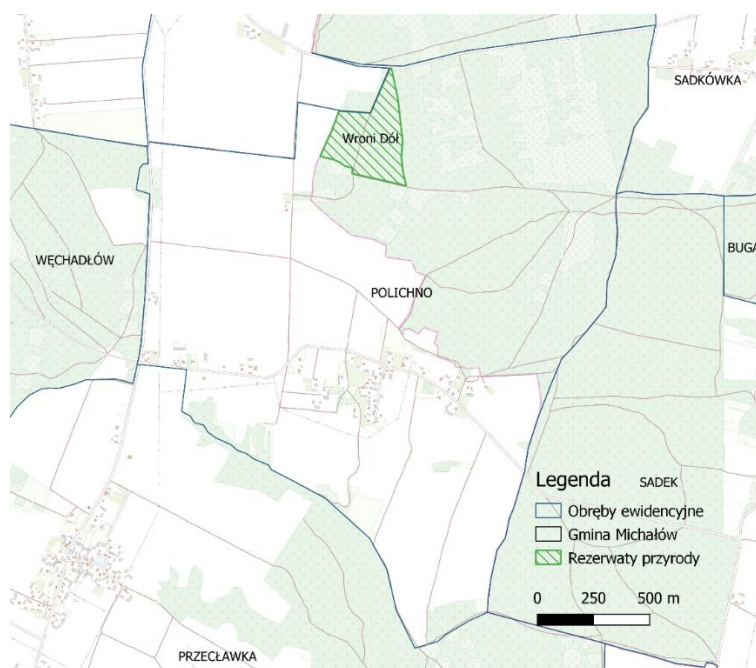 SADKÓWKA
Wroni Dół
WĘCHADŁÓW
BUGA
POLICHNO
Legenda
SADEK
Obręby ewidencyjne
Gmina Michałów
Rezerwaty przyrody
0 250 500 m
PRZECŁAWKA